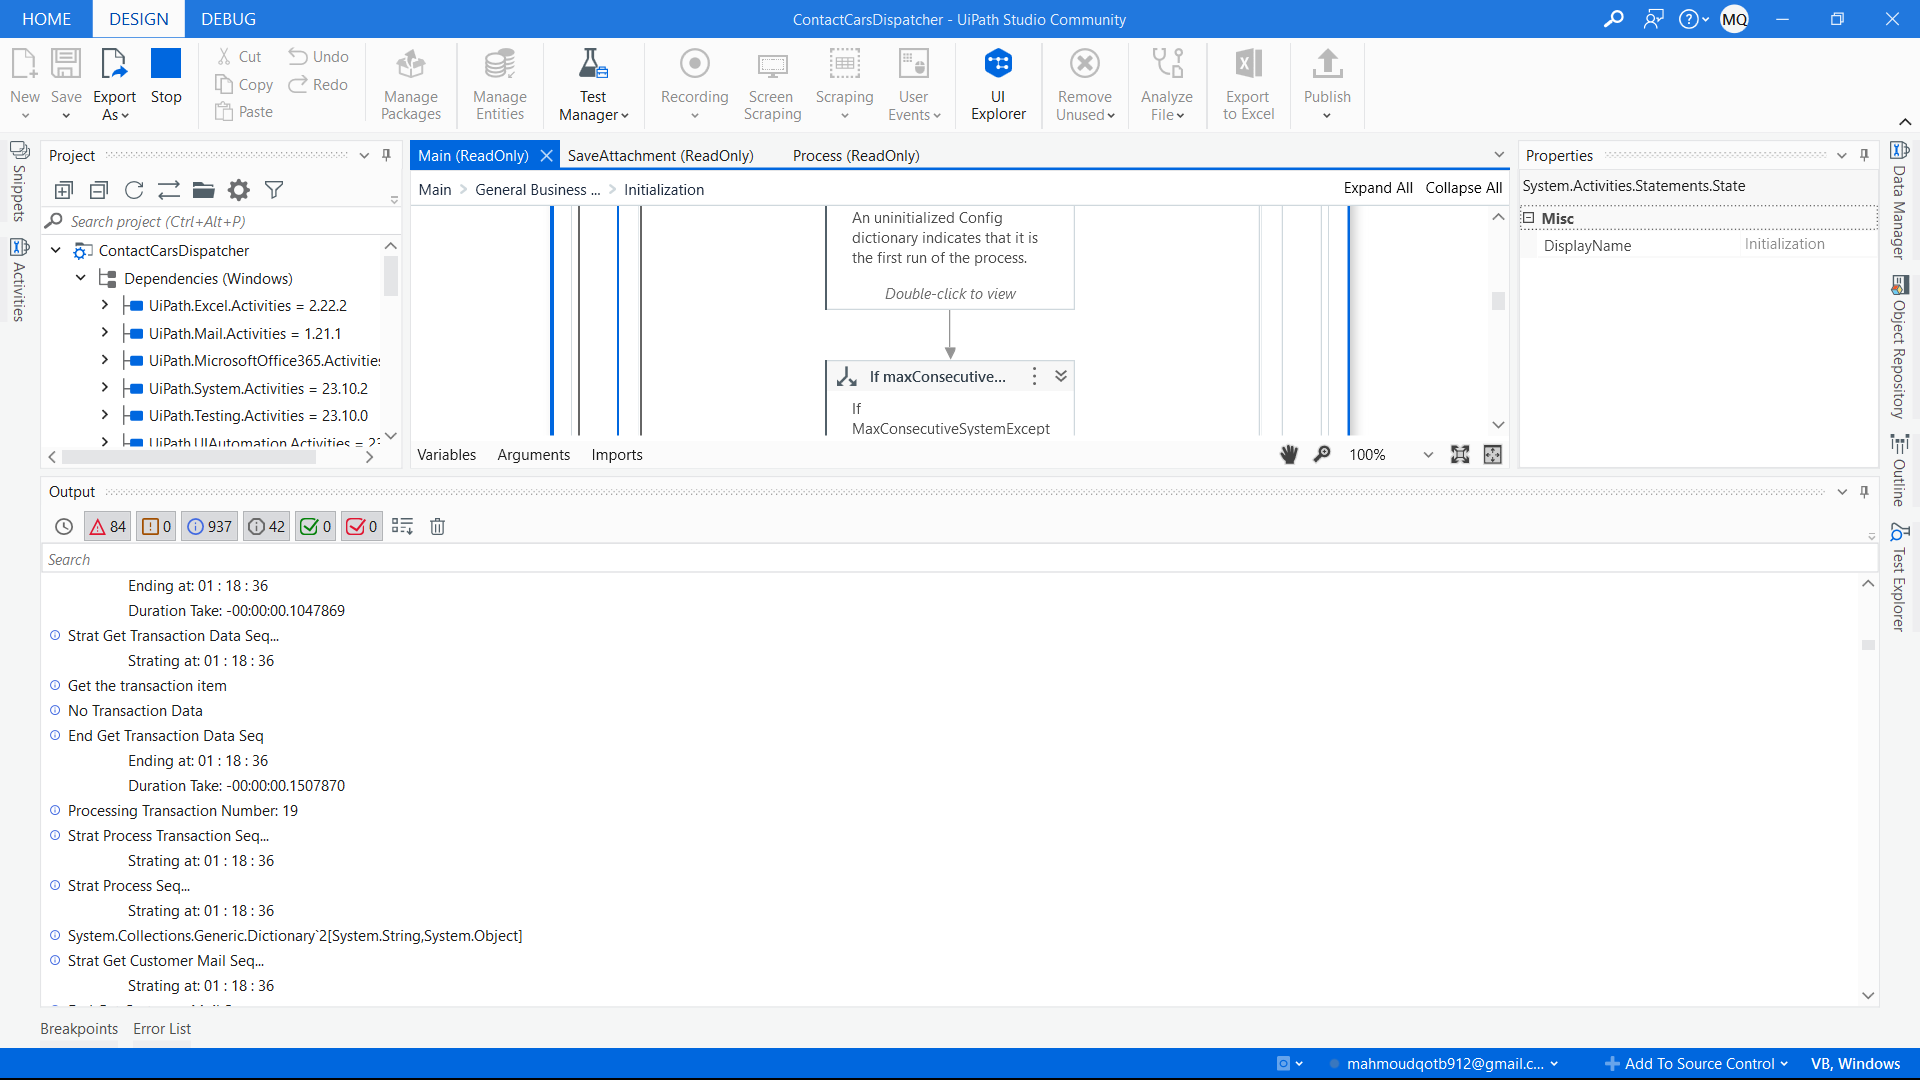 HOME DESIGN DEBUG ContactCarsDispatcher - UiPath Studio Community MQ
New Save Export As Stop
Cut Undo
Copy Redo
Paste
Manage Packages
Manage Entities
Test Manager
Recording
Screen Scraping
Scraping
User Events
UI Explorer
Remove Unused
Analyze File
Export to Excel
Publish
Snippets
Activities
Project
Search project (Ctrl+Alt+P)
ContactCarsDispatcher
Dependencies (Windows)
UiPath.Excel.Activities = 2.22.2
UiPath.Mail.Activities = 1.21.1
UiPath.MicrosoftOffice365.Activities
UiPath.System.Activities = 23.10.2
UiPath.Testing.Activities = 23.10.0
UiPath.UIAutomation.Activities = 23
Main (ReadOnly) SaveAttachment (ReadOnly) Process (ReadOnly)
Main > General Business ... > Initialization Expand All Collapse All
An uninitialized Config
dictionary indicates that it is
the first run of the process.
Double-click to view
If maxConsecutive...
If
MaxConsecutiveSystemExcept
Variables Arguments Imports 100%
Properties
System.Activities.Statements.State
Misc
DisplayName Initialization
Data Manager
Object Repository
Outline
Test Explorer
Output
84 0 937 42 0 0
Search
Ending at: 01 : 18 : 36
Duration Take: -00:00:00.1047869
Strat Get Transaction Data Seq...
Strating at: 01 : 18 : 36
Get the transaction item
No Transaction Data
End Get Transaction Data Seq
Ending at: 01 : 18 : 36
Duration Take: -00:00:00.1507870
Processing Transaction Number: 19
Strat Process Transaction Seq...
Strating at: 01 : 18 : 36
Strat Process Seq...
Strating at: 01 : 18 : 36
System.Collections.Generic.Dictionary`2[System.String,System.Object]
Strat Get Customer Mail Seq...
Strating at: 01 : 18 : 36
Breakpoints Error List
mahmoudqotb912@gmail.c... Add To Source Control VB, Windows